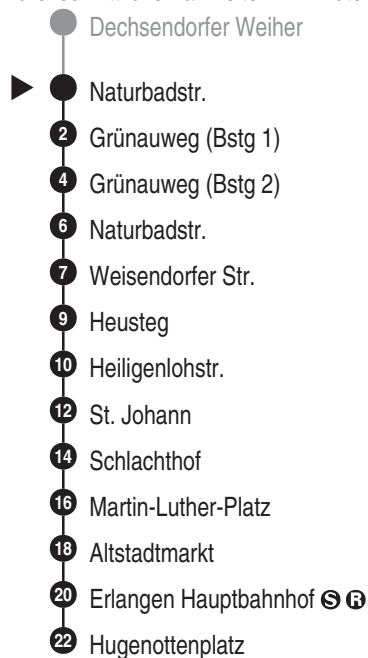 Dechsendorfer Weiher
Naturbadstr.
2 Grünauweg (Bstg 1)
4 Grünauweg (Bstg 2)
6 Naturbadstr.
7 Weisendorfer Str.
9 Heusteg
10 Heiligenlohstr.
12 St. Johann
14 Schlachthof
16 Martin-Luther-Platz
18 Altstadtmarkt
20 Erlangen Hauptbahnhof S R
22 Hugenottenplatz